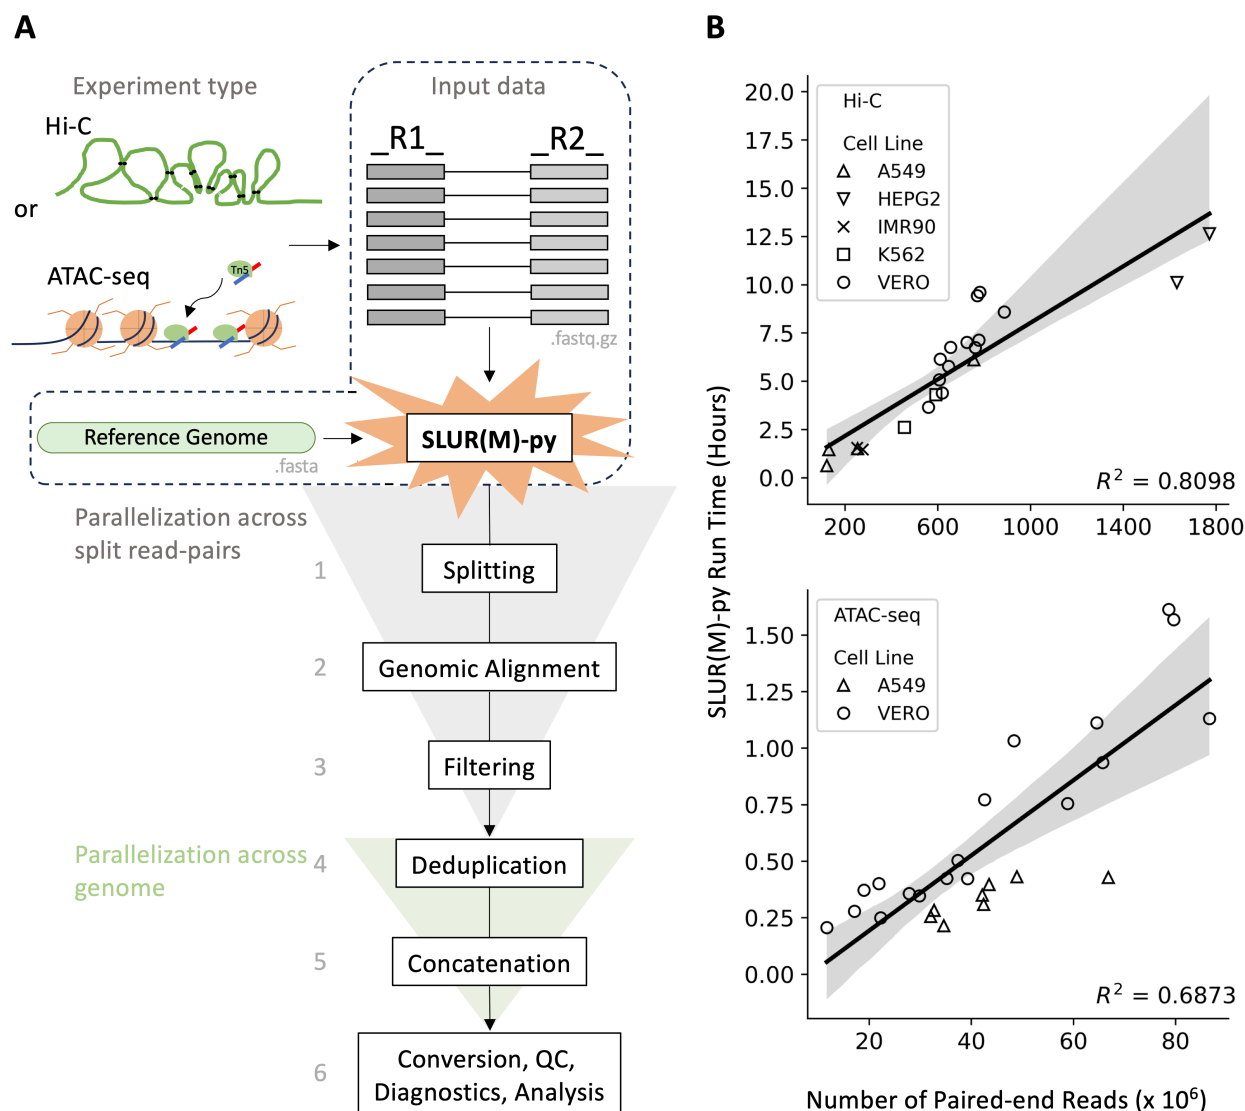 A
Experiment type
Hi-C
or
ATAC-seq
Tn5
Input data
_R1_
_R2_
.fastq.gz
Reference Genome
.fasta
SLUR(M)-py
Parallelization across
split read-pairs
1
Splitting
2
Genomic Alignment
3
Filtering
Parallelization across
genome
4
Deduplication
5
Concatenation
6
Conversion, QC,
Diagnostics, Analysis
B
SLUR(M)-py Run Time (Hours)
20.0
17.5
15.0
12.5
10.0
7.5
5.0
2.5
0.0
Hi-C
Cell Line
A549
HEPG2
IMR90
K562
VERO
R² = 0.8098
200
600
1000
1400
1800
1.50
1.25
1.00
0.75
0.50
0.25
0.00
ATAC-seq
Cell Line
A549
VERO
R² = 0.6873
20
40
60
80
Number of Paired-end Reads (x 10⁶)